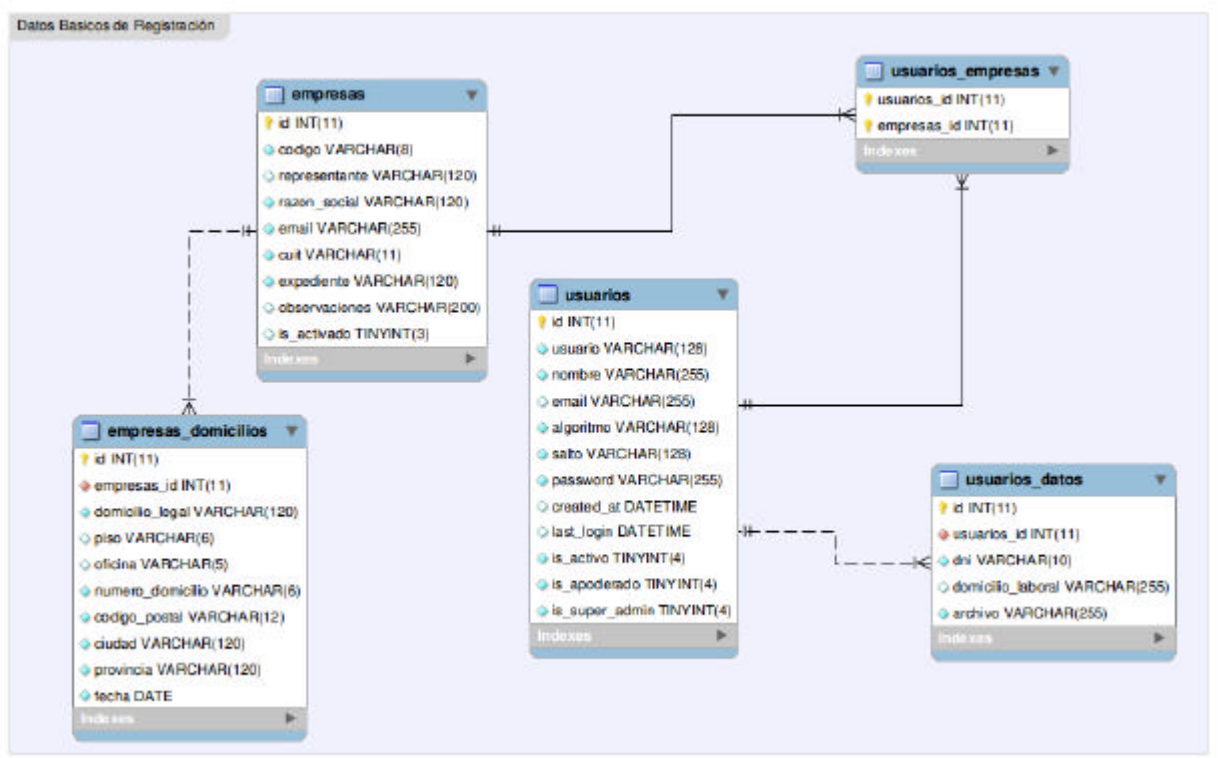 Datos Basicos de Registración
empresas
id INT(11)
codigo VARCHAR(8)
representante VARCHAR(120)
razon_social VARCHAR(120)
email VARCHAR(255)
cuit VARCHAR(11)
expediente VARCHAR(120)
observaciones VARCHAR(200)
is_activado TINYINT(3)
Indexes
usuarios_empresas
usuarios_id INT(11)
empresas_id INT(11)
Indexes
usuarios
id INT(11)
usuario VARCHAR(128)
nombre VARCHAR(255)
email VARCHAR(255)
algoritmo VARCHAR(128)
salto VARCHAR(128)
password VARCHAR(255)
created_at DATETIME
last_login DATETIME
is_activo TINYINT(4)
is_apoderado TINYINT(4)
is_super_admin TINYINT(4)
Indexes
empresas_domicilios
id INT(11)
empresas_id INT(11)
domicilio_legal VARCHAR(120)
piso VARCHAR(6)
oficina VARCHAR(5)
numero_domicilio VARCHAR(6)
codigo_postal VARCHAR(12)
ciudad VARCHAR(120)
provincia VARCHAR(120)
fecha DATE
Indexes
usuarios_datos
id INT(11)
usuarios_id INT(11)
dni VARCHAR(10)
domicilio_laboral VARCHAR(255)
archivo VARCHAR(255)
Indexes